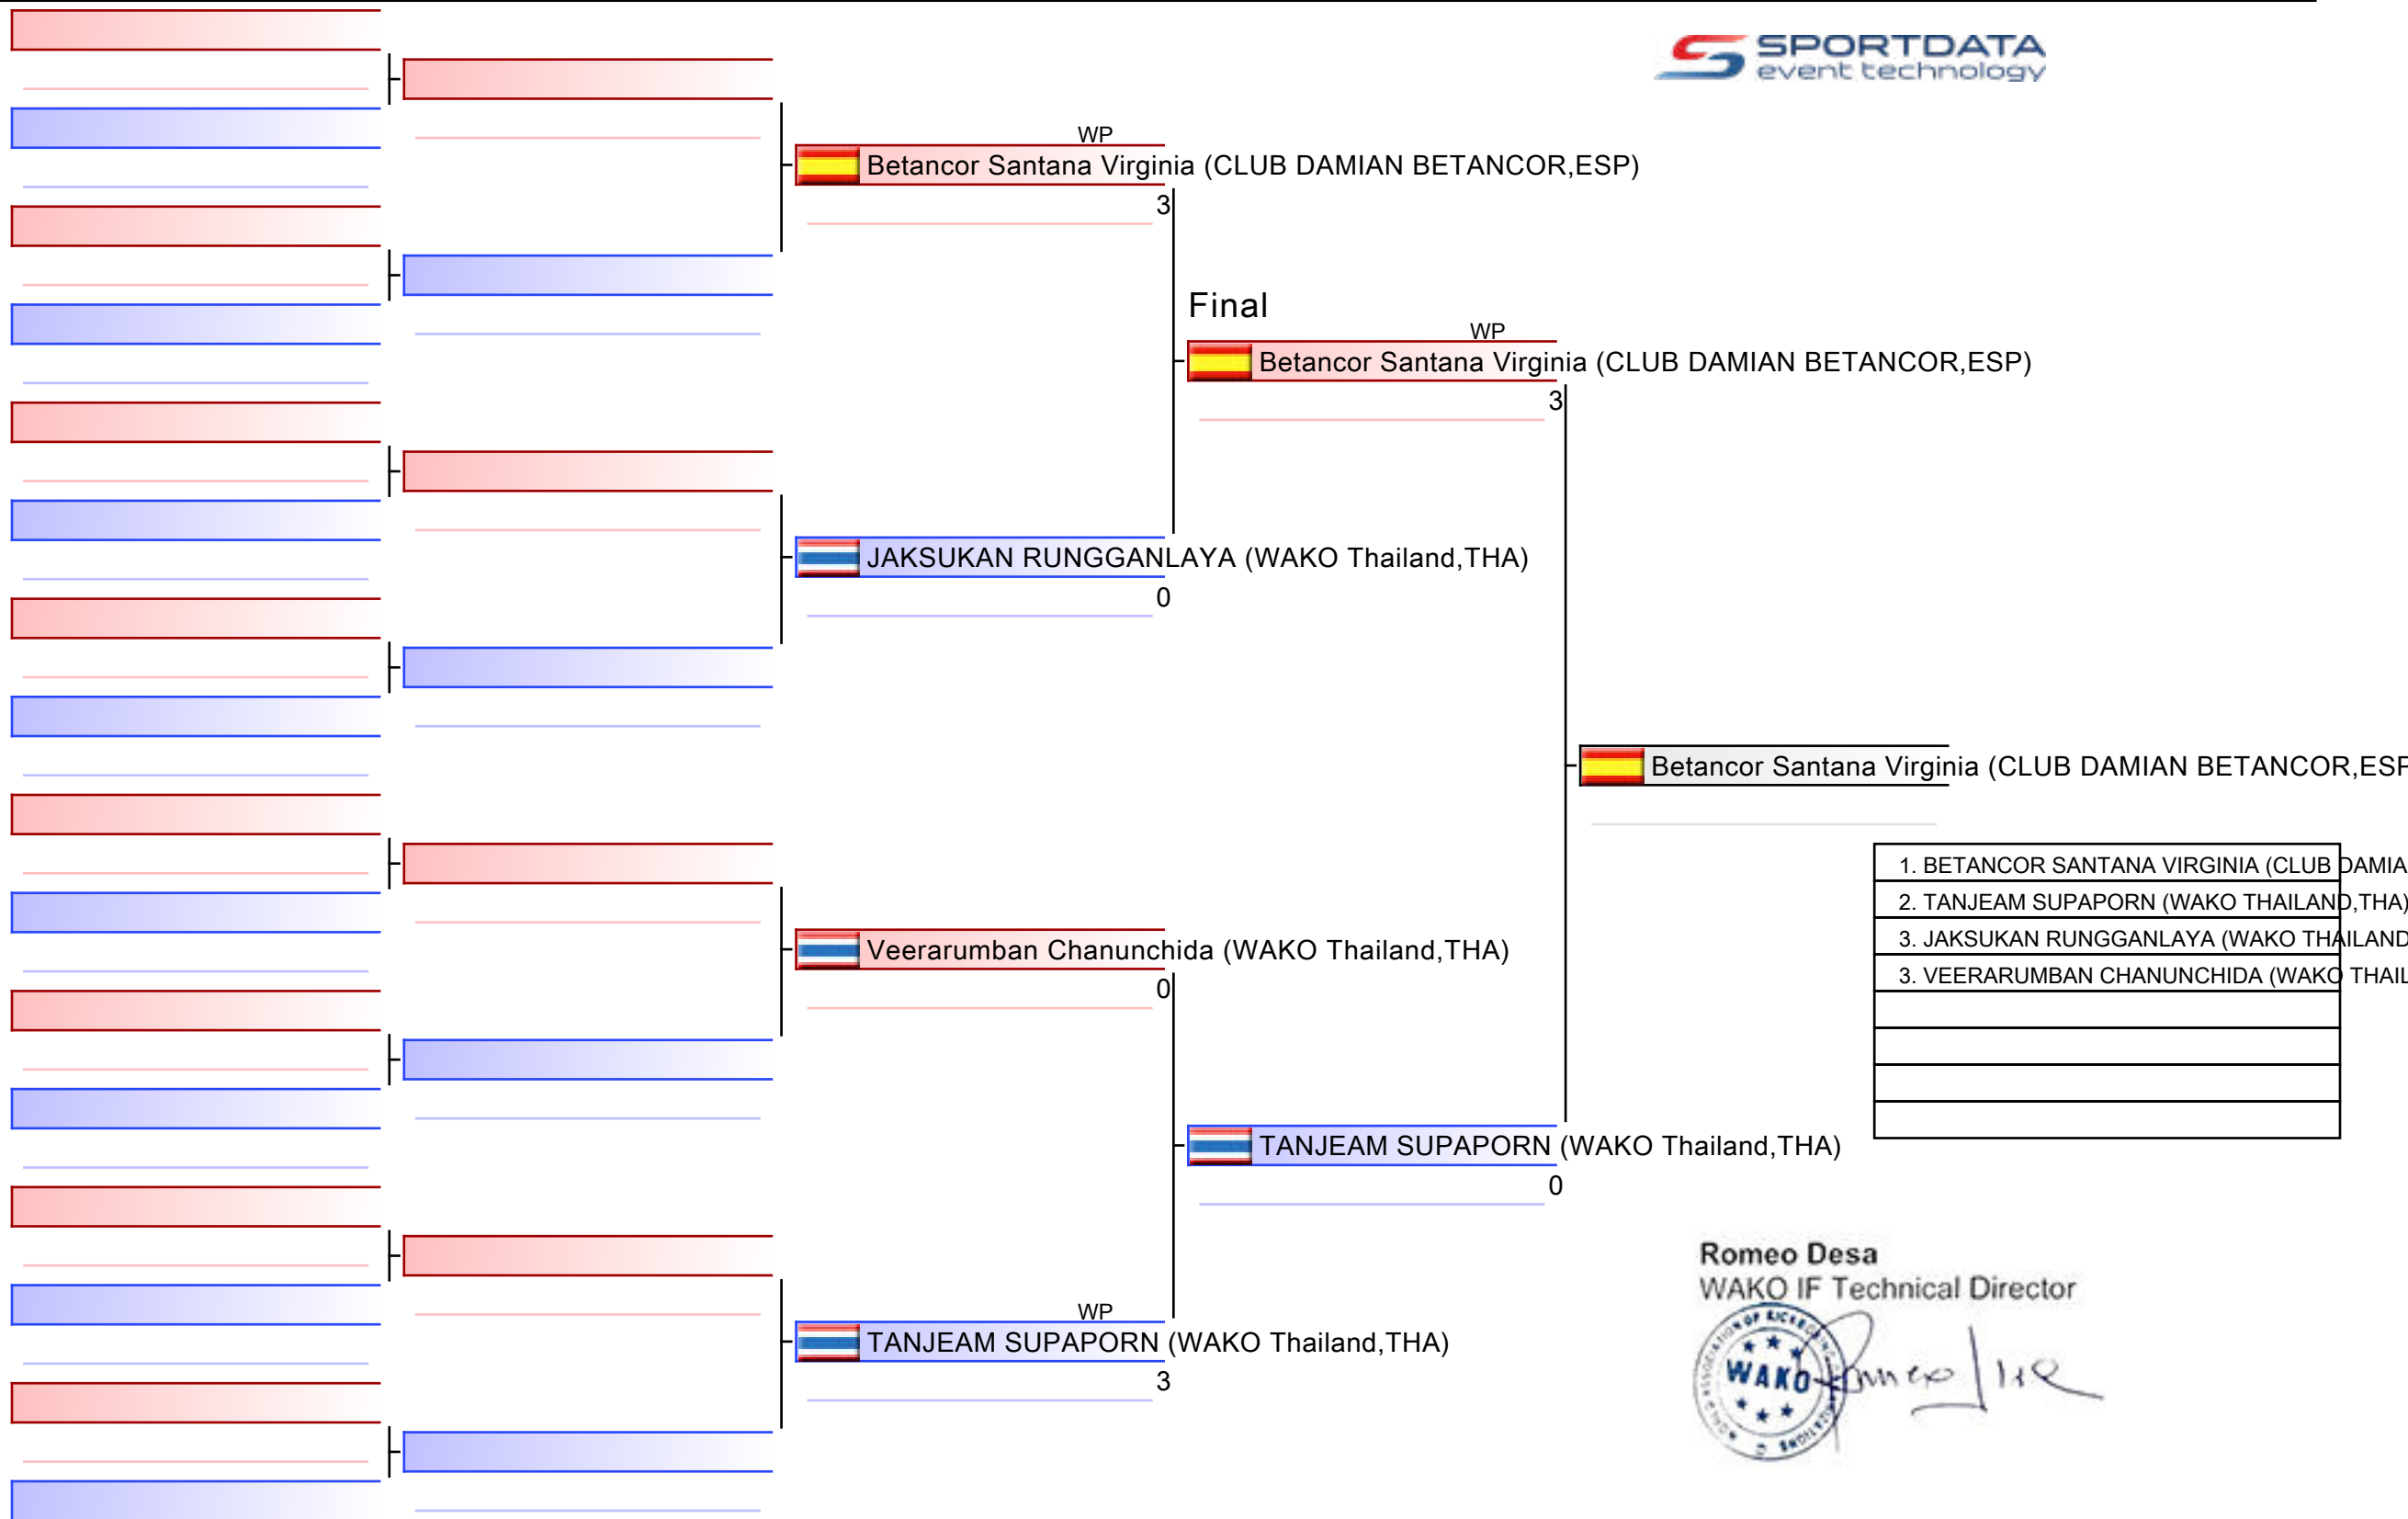 SPORTDATA
event technology
WP
Betancor Santana Virginia (CLUB DAMIAN BETANCOR,ESP)
3
Final
WP
Betancor Santana Virginia (CLUB DAMIAN BETANCOR,ESP)
3
JAKSUKAN RUNGGANLAYA (WAKO Thailand,THA)
0
Betancor Santana Virginia (CLUB DAMIAN BETANCOR,ESP
1. BETANCOR SANTANA VIRGINIA (CLUB DAMIA
2. TANJEAM SUPAPORN (WAKO THAILAND,THA)
3. JAKSUKAN RUNGGANLAYA (WAKO THAILAND
3. VEERARUMBAN CHANUNCHIDA (WAKO THAIL
Veerarumban Chanunchida (WAKO Thailand,THA)
0
TANJEAM SUPAPORN (WAKO Thailand,THA)
0
WP
TANJEAM SUPAPORN (WAKO Thailand,THA)
3
Romeo Desa
WAKO IF Technical Director
WAKO